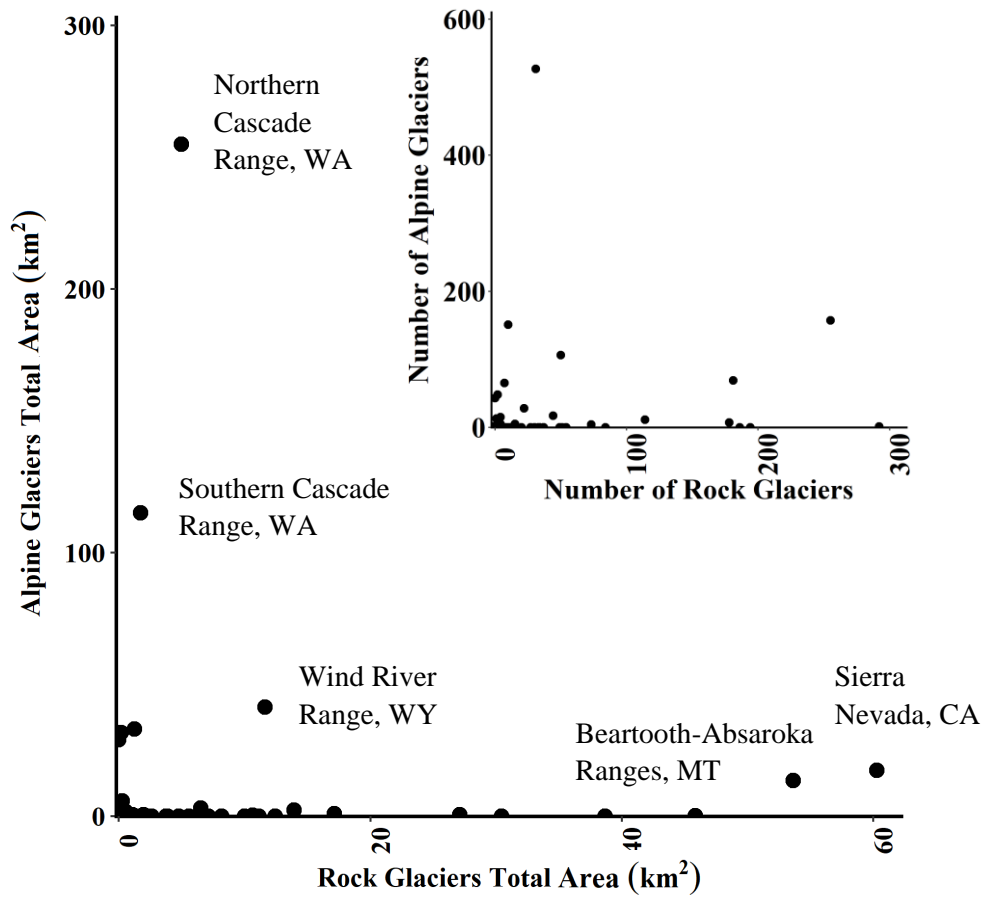 300
200
100
0
Alpine Glaciers Total Area (km²)
Northern
Cascade
Range, WA
Southern Cascade
Range, WA
Wind River
Range, WY
Beartooth-Absaroka
Ranges, MT
Sierra
Nevada, CA
0
20
40
60
Rock Glaciers Total Area (km²)
600
400
200
0
Number of Alpine Glaciers
0
100
200
300
Number of Rock Glaciers